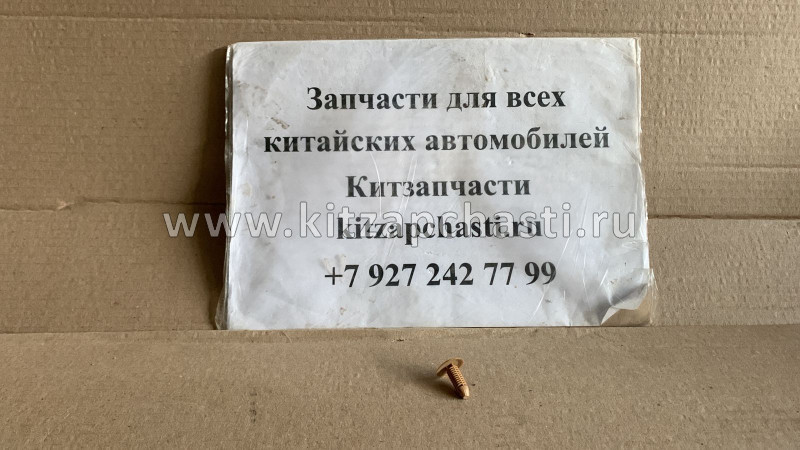 Запчасти для всех
китайских автомобилей
Китзапчасти
www.kitzapchasti.ru
kitzapchasti.ru
+7 927 242 77 99